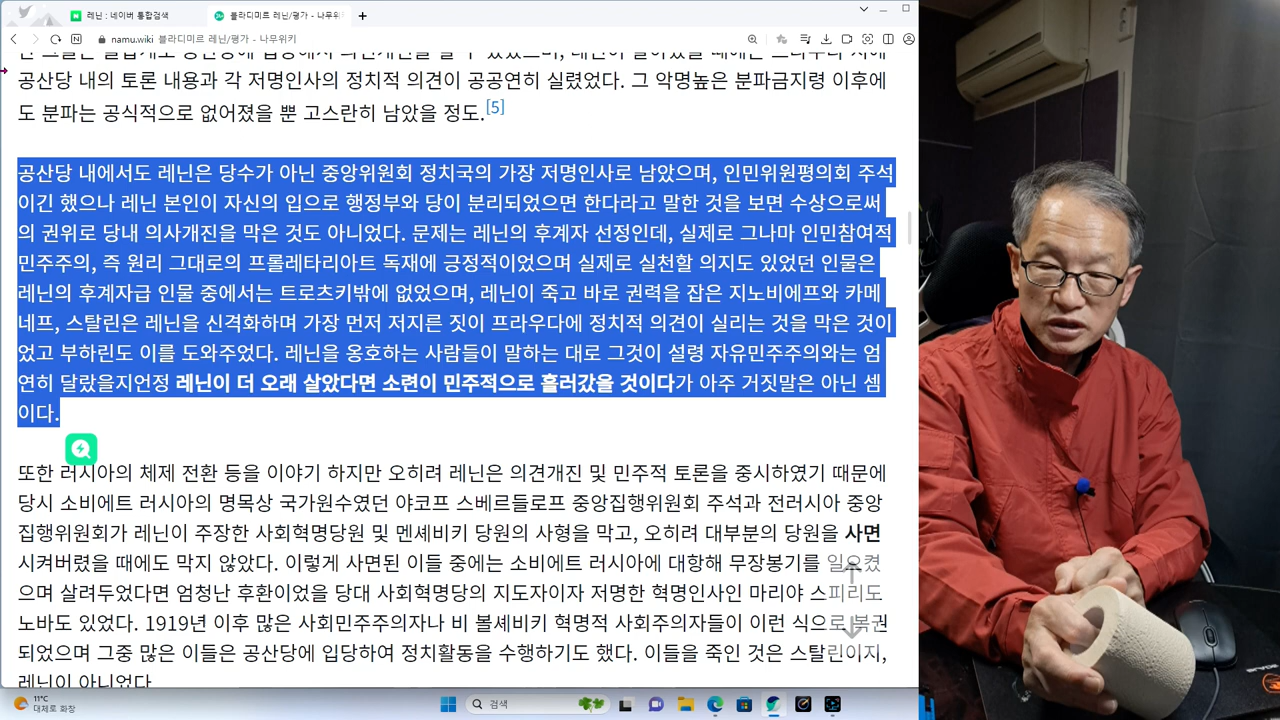 레닌 : 네이버 통합검색
블라디미르 레닌/평가 - 나무위키
namu.wiki 블라디미르 레닌/평가 - 나무위키
공산당 내의 토론 내용과 각 저명인사의 정치적 의견이 공공연히 실렸었다. 그 악명높은 분파금지령 이후에
도 분파는 공식적으로 없어졌을 뿐 고스란히 남았을 정도.[5]
공산당 내에서도 레닌은 당수가 아닌 중앙위원회 정치국의 가장 저명인사로 남았으며, 인민위원평의회 주석
이긴 했으나 레닌 본인이 자신의 입으로 행정부와 당이 분리되었으면 한다라고 말한 것을 보면 수상으로써
의 권위로 당내 의사개진을 막은 것도 아니었다. 문제는 레닌의 후계자 선정인데, 실제로 그나마 인민참여적
민주주의, 즉 원리 그대로의 프롤레타리아트 독재에 긍정적이었으며 실제로 실천할 의지도 있었던 인물은
레닌의 후계자급 인물 중에서는 트로츠키밖에 없었으며, 레닌이 죽고 바로 권력을 잡은 지노비에프와 카메
네프, 스탈린은 레닌을 신격화하며 가장 먼저 저지른 짓이 프라우다에 정치적 의견이 실리는 것을 막은 것이
었고 부하린도 이를 도와주었다. 레닌을 옹호하는 사람들이 말하는 대로 그것이 설령 자유민주주의와는 엄
연히 달랐을지언정 레닌이 더 오래 살았다면 소련이 민주적으로 흘러갔을 것이다가 아주 거짓말은 아닌 셈
이다.
또한 러시아의 체제 전환 등을 이야기 하지만 오히려 레닌은 의견개진 및 민주적 토론을 중시하였기 때문에
당시 소비에트 러시아의 명목상 국가원수였던 야코프 스베르들로프 중앙집행위원회 주석과 전러시아 중앙
집행위원회가 레닌이 주장한 사회혁명당원 및 멘셰비키 당원의 사형을 막고, 오히려 대부분의 당원을 사면
시켜버렸을 때에도 막지 않았다. 이렇게 사면된 이들 중에는 소비에트 러시아에 대항해 무장봉기를 일으켰
으며 살려두었다면 엄청난 후환이었을 당대 사회혁명당의 지도자이자 저명한 혁명인사인 마리야 스피리도
노바도 있었다. 1919년 이후 많은 사회민주주의자나 비 볼셰비키 혁명적 사회주의자들이 이런 식으로 복권
되었으며 그중 많은 이들은 공산당에 입당하여 정치활동을 수행하기도 했다. 이들을 죽인 것은 스탈린이지,
레닌이 아니었다
11°C
대체로 화창
검색